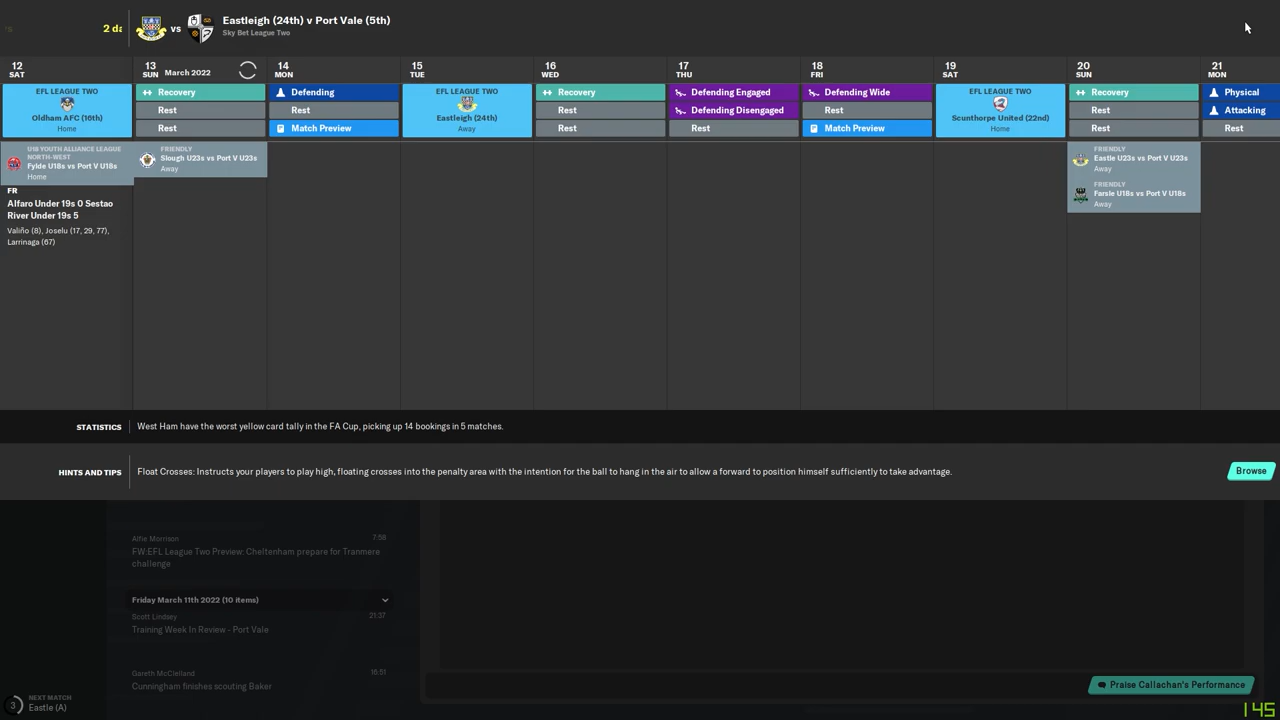 2 da
vs
Eastleigh (24th) v Port Vale (5th)
Sky Bet League Two
12
SAT
13
SUN March 2022
14
MON
15
TUE
16
WED
17
THU
18
FRI
19
SAT
20
SUN
21
MON
EFL LEAGUE TWO
Oldham AFC (16th)
Home
Recovery
Rest
Rest
Defending
Rest
Match Preview
EFL LEAGUE TWO
Eastleigh (24th)
Away
Recovery
Rest
Rest
Defending Engaged
Defending Disengaged
Rest
Defending Wide
Rest
Match Preview
EFL LEAGUE TWO
Scunthorpe United (22nd)
Home
Recovery
Rest
Rest
Physical
Attacking
Rest
U18 YOUTH ALLIANCE LEAGUE
NORTH-WEST
Fylde U18s vs Port V U18s
Home
FRIENDLY
Slough U23s vs Port V U23s
Away
FRIENDLY
Eastle U23s vs Port V U23s
Away
FRIENDLY
Farsle U18s vs Port V U18s
Away
FR
Alfaro Under 19s 0 Sestao
River Under 19s 5
Valiño (8), Joselu (17, 29, 77),
Larrinaga (67)
STATISTICS
West Ham have the worst yellow card tally in the FA Cup, picking up 14 bookings in 5 matches.
HINTS AND TIPS
Float Crosses: Instructs your players to play high, floating crosses into the penalty area with the intention for the ball to hang in the air to allow a forward to position himself sufficiently to take advantage.
Browse
Alfie Morrison 7:58
FW:EFL League Two Preview: Cheltenham prepare for Tranmere
challenge
Friday March 11th 2022 (10 items)
Scott Lindsey 21:37
Training Week In Review - Port Vale
Gareth McClelland 16:51
Cunningham finishes scouting Baker
Praise Callachan's Performance
3
NEXT MATCH
Eastle (A)
145